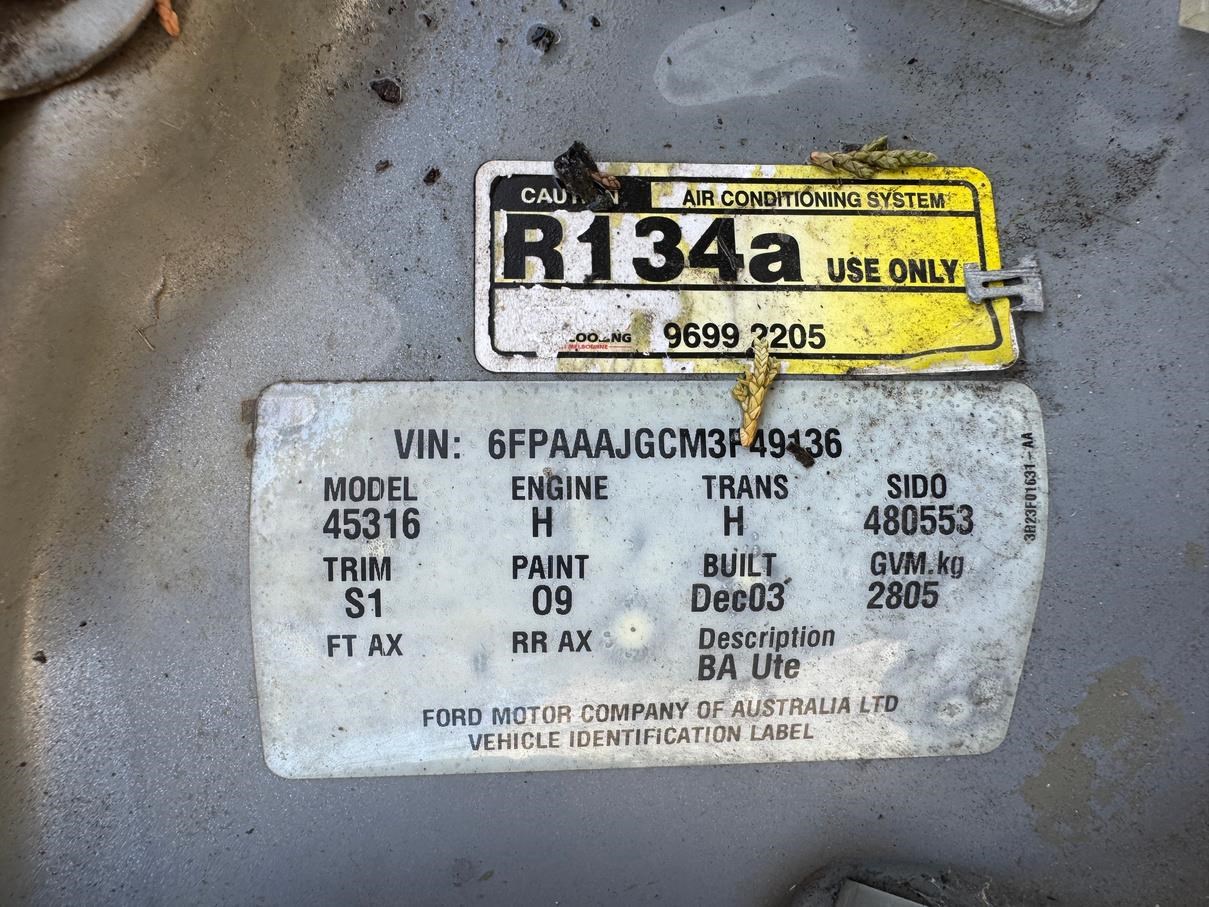 CAUTION AIR CONDITIONING SYSTEM
R134a USE ONLY
MELBOURNE
9699 2205
VIN: 6FPAAAJGCM3F49136
MODEL ENGINE TRANS SIDO
45316 H H 480553
TRIM PAINT BUILT GVM.kg
S1 09 Dec03 2805
FT AX RR AX Description
BA Ute
FORD MOTOR COMPANY OF AUSTRALIA LTD
VEHICLE IDENTIFICATION LABEL
3R23F01631-AA